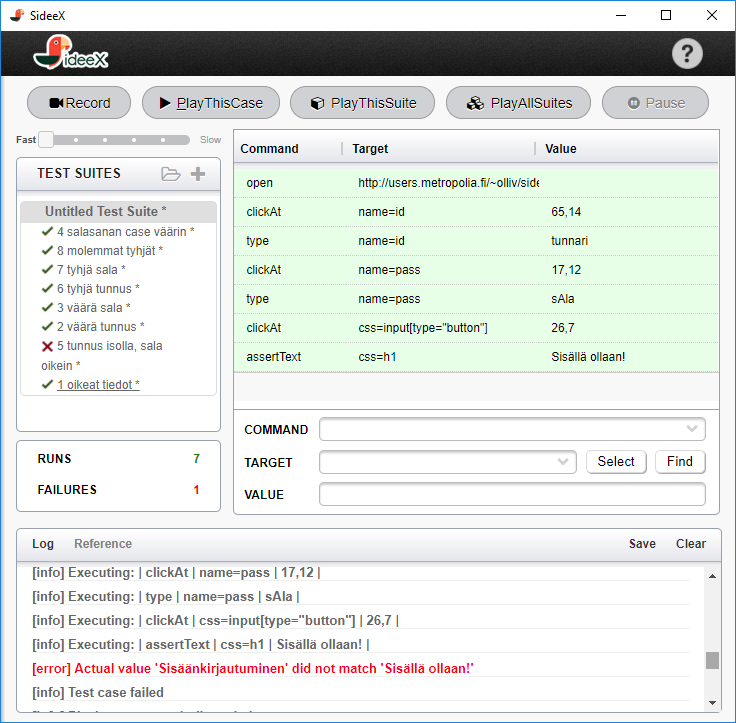 SideeX
SideeX
?
Record
PlayThisCase
PlayThisSuite
PlayAllSuites
Pause
Fast
Slow
TEST SUITES
Untitled Test Suite *
4 salasanan case väärin *
8 molemmat tyhjät *
7 tyhjä sala *
6 tyhjä tunnus *
3 väärä sala *
2 väärä tunnus *
5 tunnus isolla, sala
oikein *
1 oikeat tiedot *
RUNS 7
FAILURES 1
Command Target Value
open http://users.metropolia.fi/~olliv/side
clickAt name=id 65,14
type name=id tunnari
clickAt name=pass 17,12
type name=pass sAla
clickAt css=input[type="button"] 26,7
assertText css=h1 Sisällä ollaan!
COMMAND
TARGET Select Find
VALUE
Log Reference Save Clear
[info] Executing: | clickAt | name=pass | 17,12 |
[info] Executing: | type | name=pass | sAla |
[info] Executing: | clickAt | css=input[type="button"] | 26,7 |
[info] Executing: | assertText | css=h1 | Sisällä ollaan! |
[error] Actual value 'Sisäänkirjautuminen' did not match 'Sisällä ollaan!'
[info] Test case failed